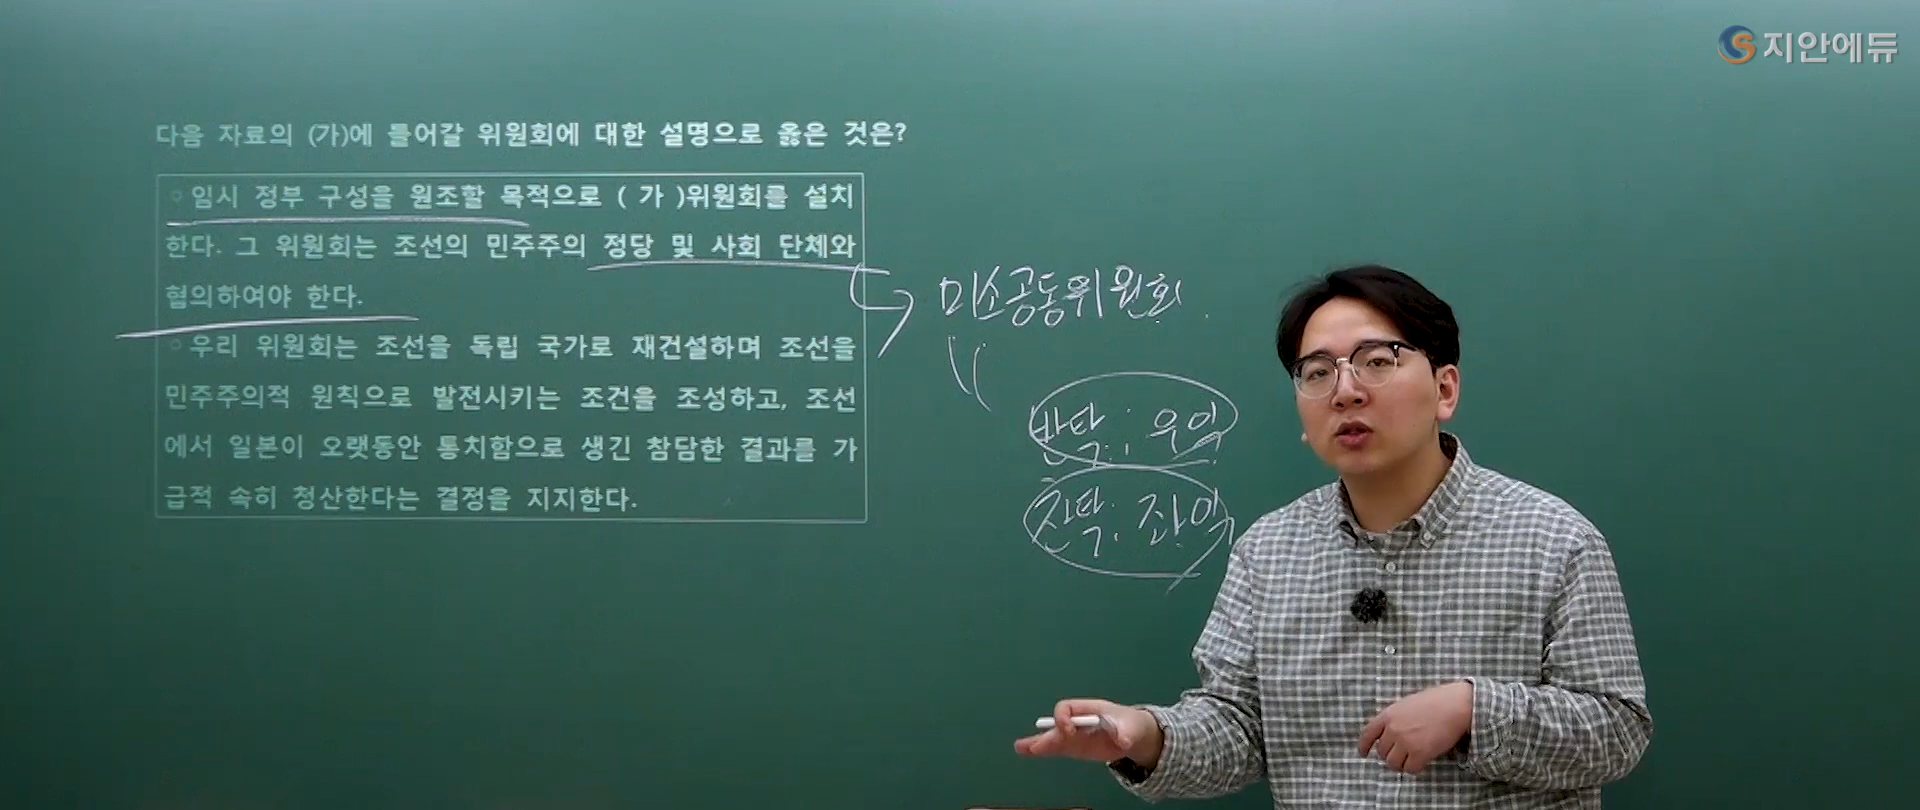 지안에듀
다음 자료의 (가)에 들어갈 위원회에 대한 설명으로 옳은 것은?
○임시 정부 구성을 원조할 목적으로 ( 가 )위원회를 설치
한다. 그 위원회는 조선의 민주주의 정당 및 사회 단체와
협의하여야 한다.
○우리 위원회는 조선을 독립 국가로 재건설하며 조선을
민주주의적 원칙으로 발전시키는 조건을 조성하고, 조선
에서 일본이 오랫동안 통치함으로 생긴 참담한 결과를 가
급적 속히 청산한다는 결정을 지지한다.
미소공동위원회
반탁 : 우익
찬탁 : 좌익